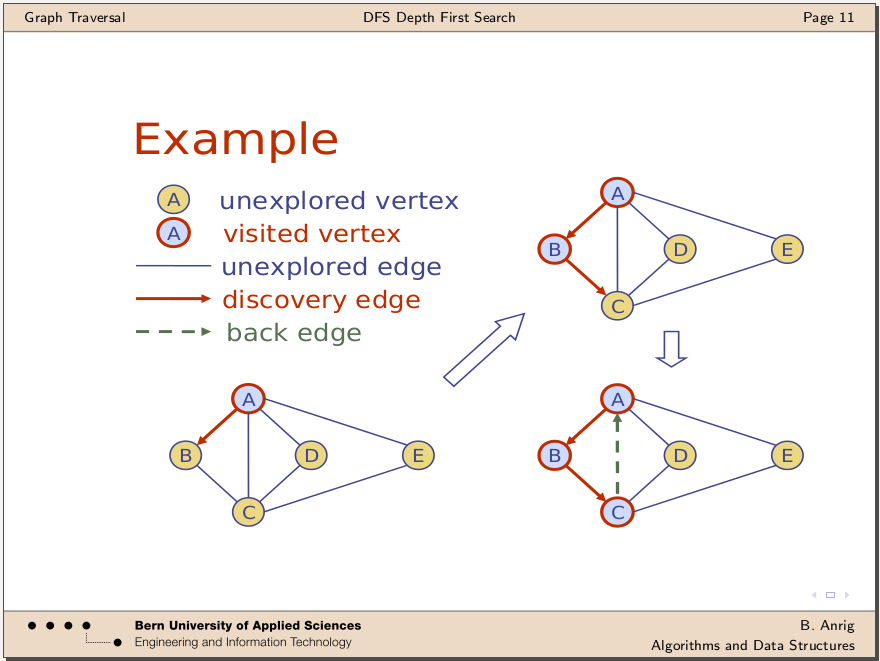 Graph Traversal DFS Depth First Search Page 11
Example
A unexplored vertex
A visited vertex
unexplored edge
discovery edge
back edge
A
B D E
C
A
B D E
C
A
B D E
C
Bern University of Applied Sciences
Engineering and Information Technology
B. Anrig
Algorithms and Data Structures